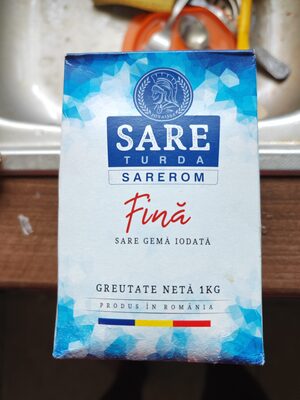 SARE
TURDA
SAREROM
Fină
SARE GEMĂ IODATĂ
GREUTATE NETĂ 1KG
PRODUS ÎN ROMÂNIA